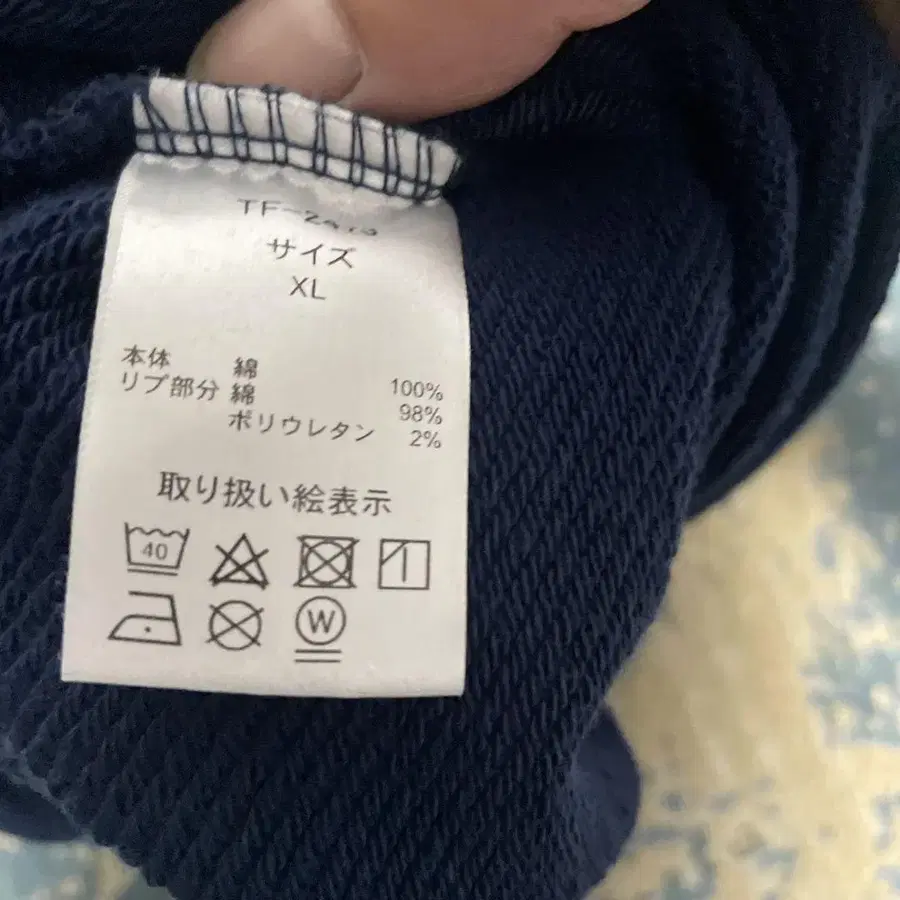 サイズ
XL
本体 綿 100%
リブ部分 綿 98%
ポリウレタン 2%
取り扱い絵表示
40
W